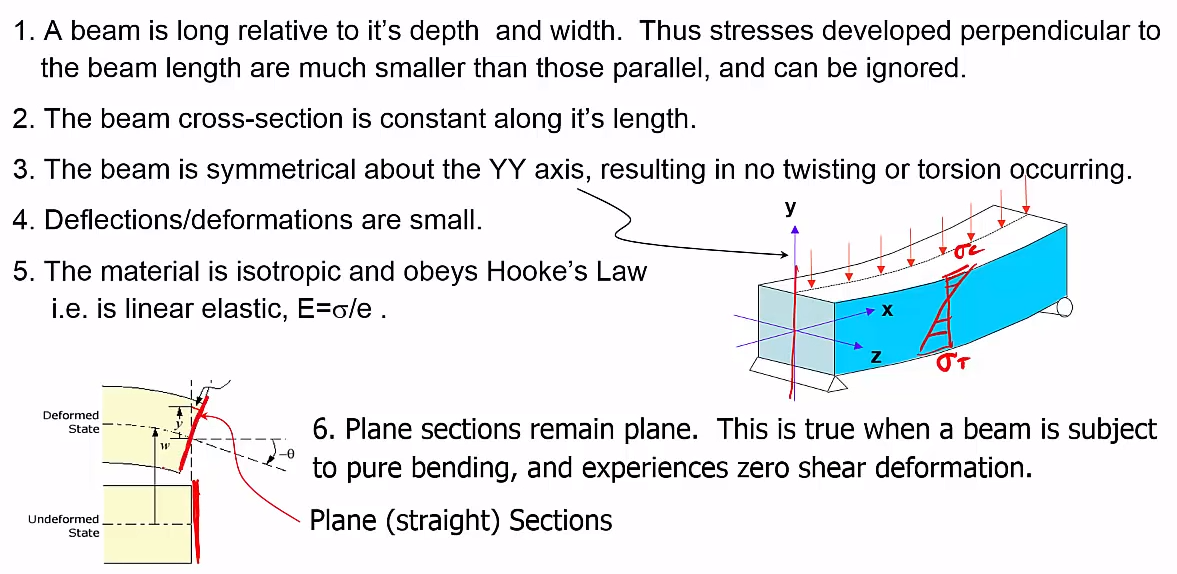 1. A beam is long relative to it’s depth and width. Thus stresses developed perpendicular to
the beam length are much smaller than those parallel, and can be ignored.
2. The beam cross-section is constant along it’s length.
3. The beam is symmetrical about the YY axis, resulting in no twisting or torsion occurring.
4. Deflections/deformations are small.
y
σc
5. The material is isotropic and obeys Hooke’s Law
i.e. is linear elastic, E=σ/e .
x
z
σT
Deformed
State
y
w
-θ
6. Plane sections remain plane. This is true when a beam is subject
to pure bending, and experiences zero shear deformation.
Undeformed
State
Plane (straight) Sections